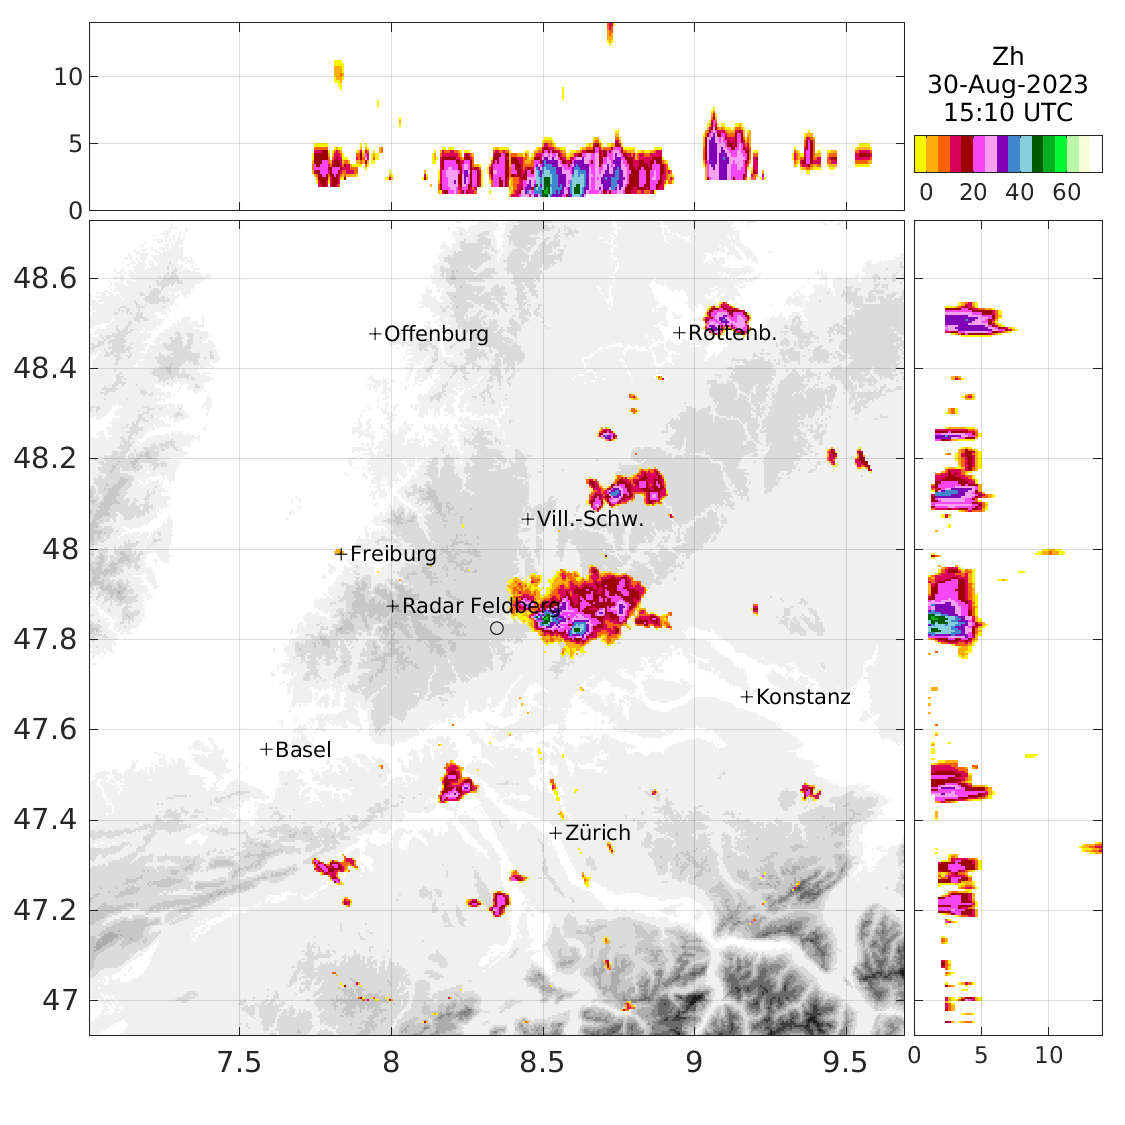 Zh
30-Aug-2023
15:10 UTC
10
5
0
0 20 40 60
48.6
48.4
48.2
48
47.8
47.6
47.4
47.2
47
+Offenburg
+Rottenb.
+Vill.-Schw.
+Freiburg
+Radar Feldberg
+Konstanz
+Basel
+Zürich
7.5 8 8.5 9 9.5
0 5 10